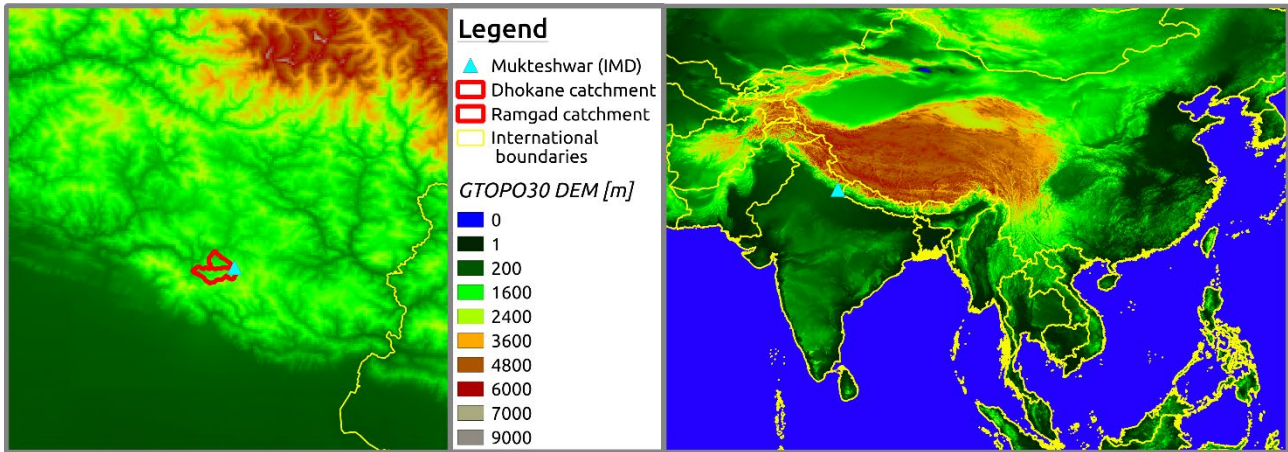 Legend
Mukteshwar (IMD)
Dhokane catchment
Ramgad catchment
International
boundaries
GTOPO30 DEM [m]
0
1
200
1600
2400
3600
4800
6000
7000
9000